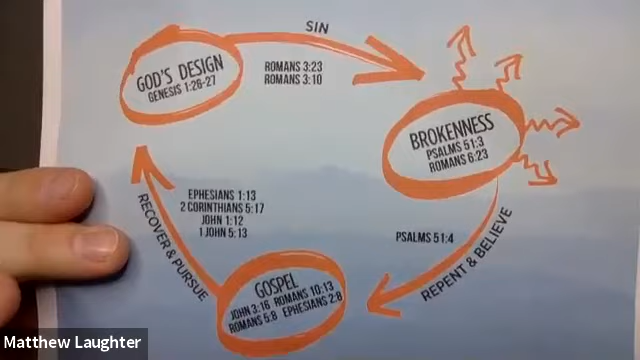 SIN
GOD'S DESIGN
GENESIS 1:26-27
ROMANS 3:23
ROMANS 3:10
BROKENNESS
PSALMS 51:3
ROMANS 6:23
REPENT & BELIEVE
PSALMS 51:4
GOSPEL
JOHN 3:16 ROMANS 10:13
ROMANS 5:8 EPHESIANS 2:8
RECOVER & PURSUE
EPHESIANS 1:13
2 CORINTHIANS 5:17
JOHN 1:12
1 JOHN 5:13
Matthew Laughter